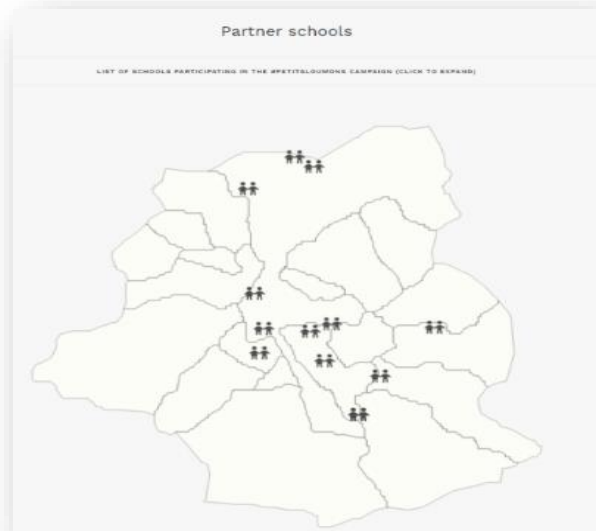 Partner schools
LIST OF SCHOOLS PARTICIPATING IN THE #PETITSLOUMONS CAMPAIGN (CLICK TO EXPAND)